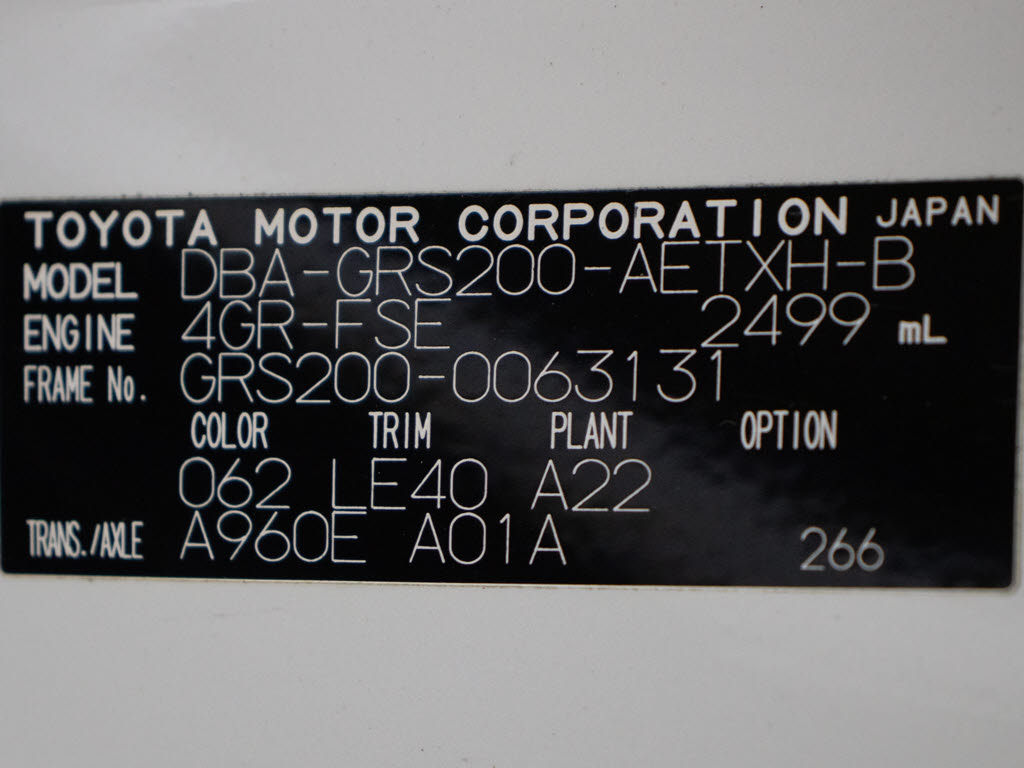 TOYOTA MOTOR CORPORATION JAPAN
MODEL DBA-GRS200-AETXH-B
ENGINE 4GR-FSE 2499 mL
FRAME No. GRS200-0063131
COLOR TRIM PLANT OPTION
062 LE40 A22
TRANS./AXLE A960E A01A 266